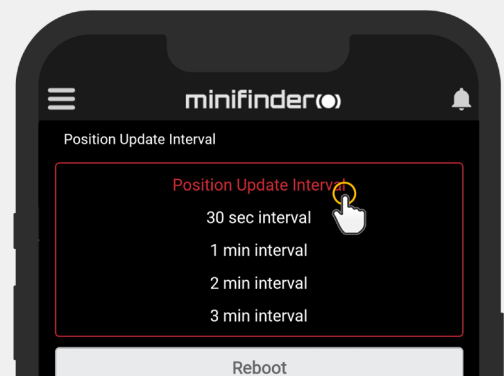 minifinder
Position Update Interval
Position Update Interval
30 sec interval
1 min interval
2 min interval
3 min interval
Reboot